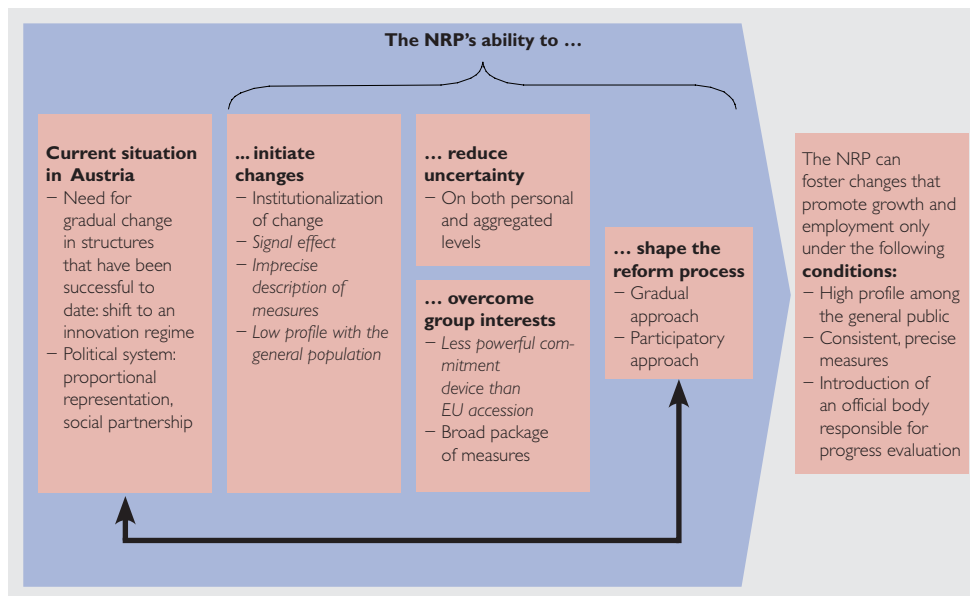 The NRP's ability to …
Current situation
in Austria
– Need for
gradual change
in structures
that have been
successful to
date: shift to an
innovation regime
– Political system:
proportional
representation,
social partnership
... initiate
changes
– Institutionalization
of change
– Signal effect
– Imprecise
description of
measures
– Low profile with the
general population
… reduce
uncertainty
– On both personal
and aggregated
levels
… overcome
group interests
– Less powerful com-
mitment
device than
EU accession
– Broad package
of measures
… shape the
reform process
– Gradual
approach
– Participatory
approach
The NRP can
foster changes that
promote growth and
employment only
under the following
conditions:
– High profile among
the general public
– Consistent, precise
measures
– Introduction of
an official body
responsible for
progress evaluation